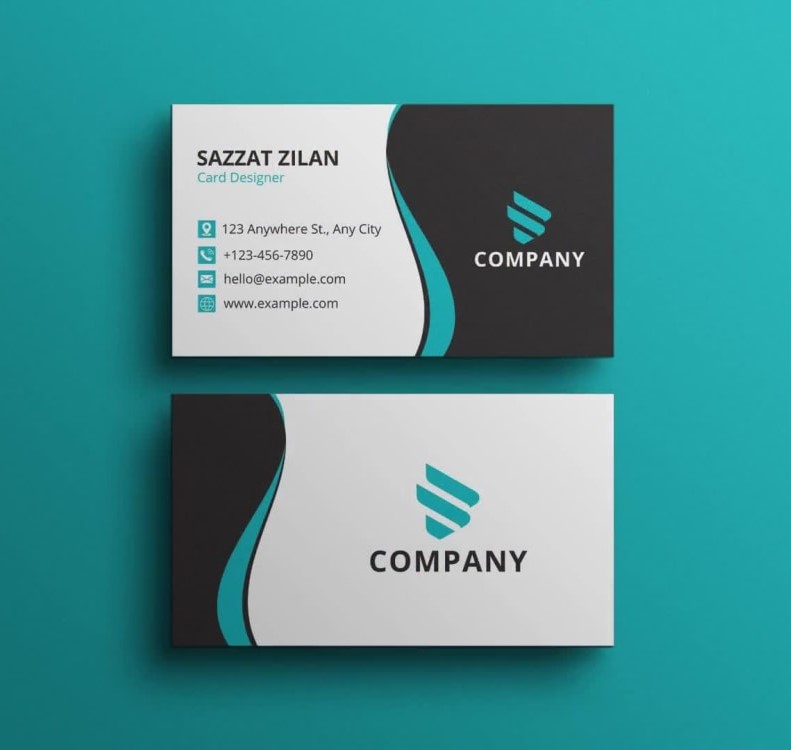 SAZZAT ZILAN
Card Designer
123 Anywhere St., Any City
+123-456-7890
hello@example.com
www.example.com
COMPANY
COMPANY